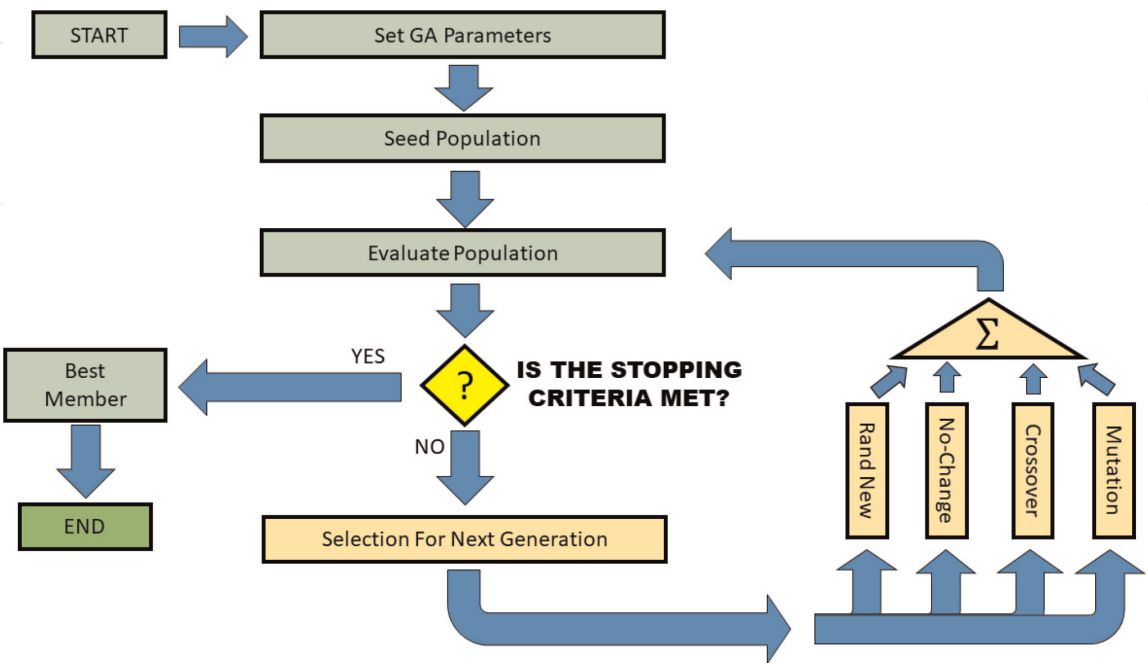 START
Set GA Parameters
Seed Population
Evaluate Population
YES
Best
Member
?
IS THE STOPPING
CRITERIA MET?
NO
END
Selection For Next Generation
Σ
Rand New
No-Change
Crossover
Mutation